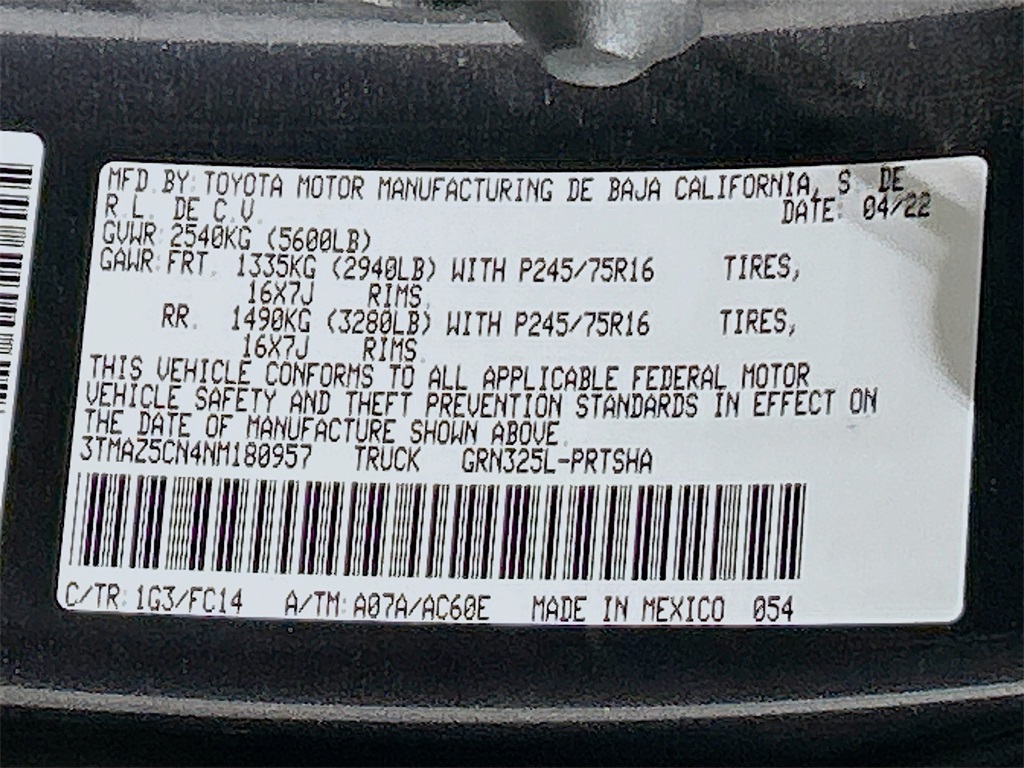 MFD.BY: TOYOTA MOTOR MANUFACTURING DE BAJA CALIFORNIA, S. DE
R.L. DE C.V. DATE: 04/22
GVWR: 2540KG (5600LB)
GAWR: FRT. 1335KG (2940LB) WITH P245/75R16 TIRES,
16X7J RIMS,
RR. 1490KG (3280LB) WITH P245/75R16 TIRES,
16X7J RIMS.
THIS VEHICLE CONFORMS TO ALL APPLICABLE FEDERAL MOTOR
VEHICLE SAFETY AND THEFT PREVENTION STANDARDS IN EFFECT ON
THE DATE OF MANUFACTURE SHOWN ABOVE.
3TMAZ5CN4NM180957 TRUCK GRN325L-PRTSHA
C/TR: 1G3/FC14 A/TM: A07A/AC60E MADE IN MEXICO 054